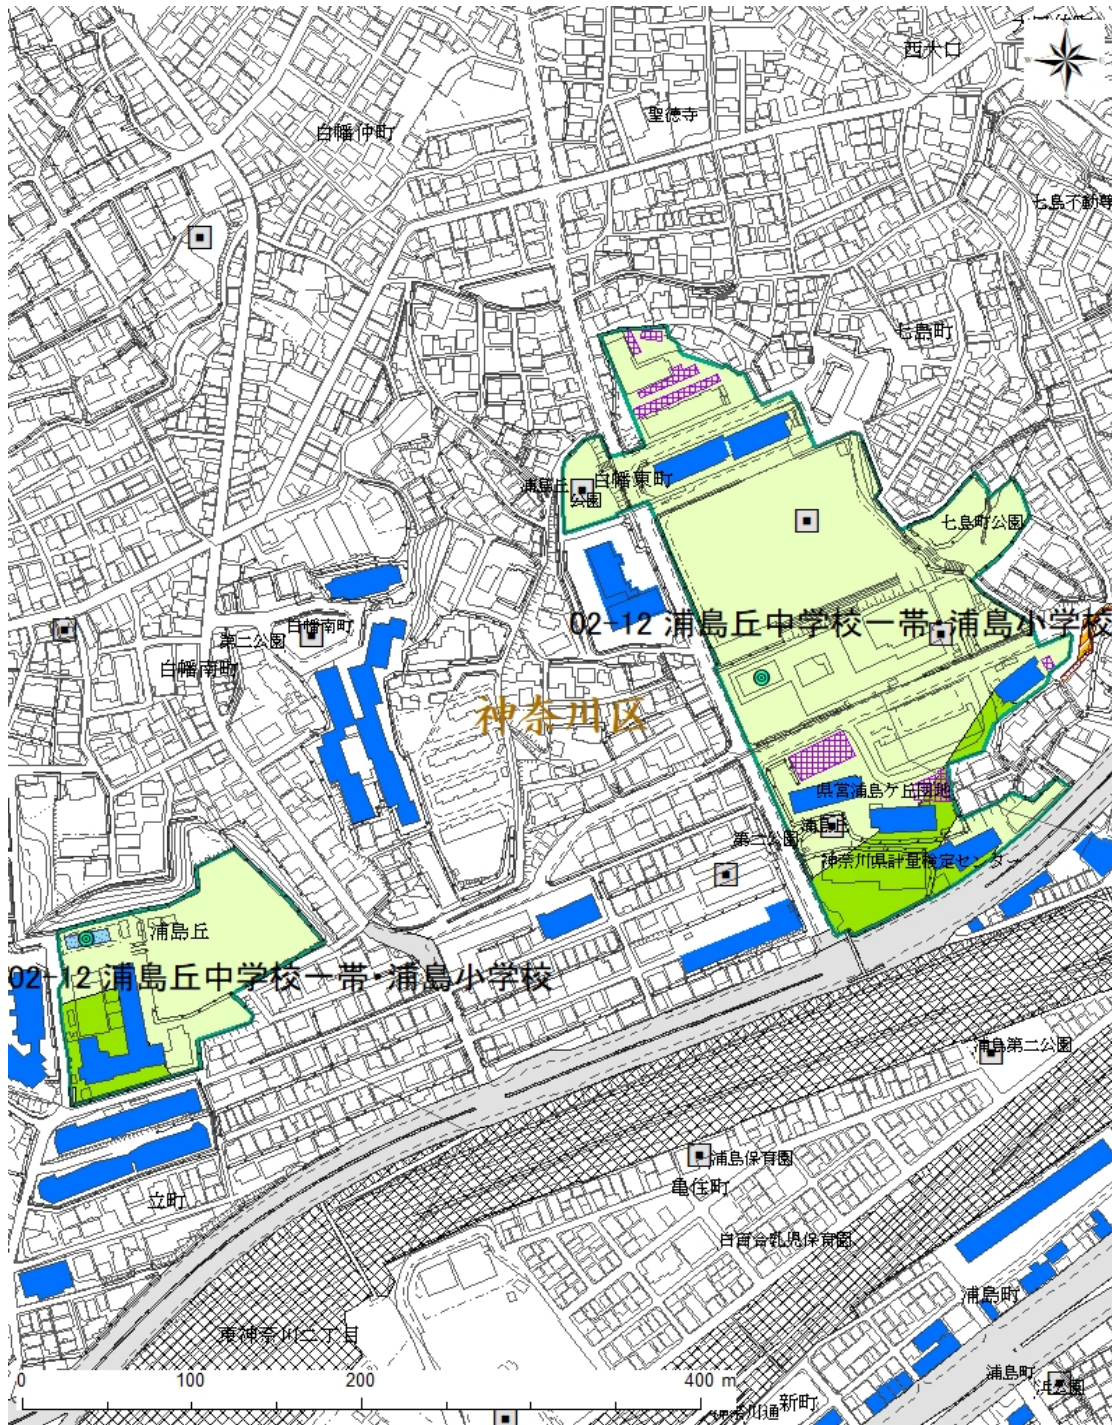 西大口
聖徳寺
白幡仲町
七島不動尊
七島町
白幡東町
浦島丘
公園
七島町公園
02-12 浦島丘中学校一帯・浦島小学校
白幡南町
第二公園
白幡南町
神奈川区
県営浦島ケ丘団地
浦島丘
第二公園
神奈川県計量検定センター
浦島丘
02-12 浦島丘中学校一帯・浦島小学校
浦島第二公園
浦島保育園
亀住町
立町
白百合乳児保育園
浦島町
東神奈川二丁目
浦島町
浜公園
0 100 200 400 m
新町
神奈川通